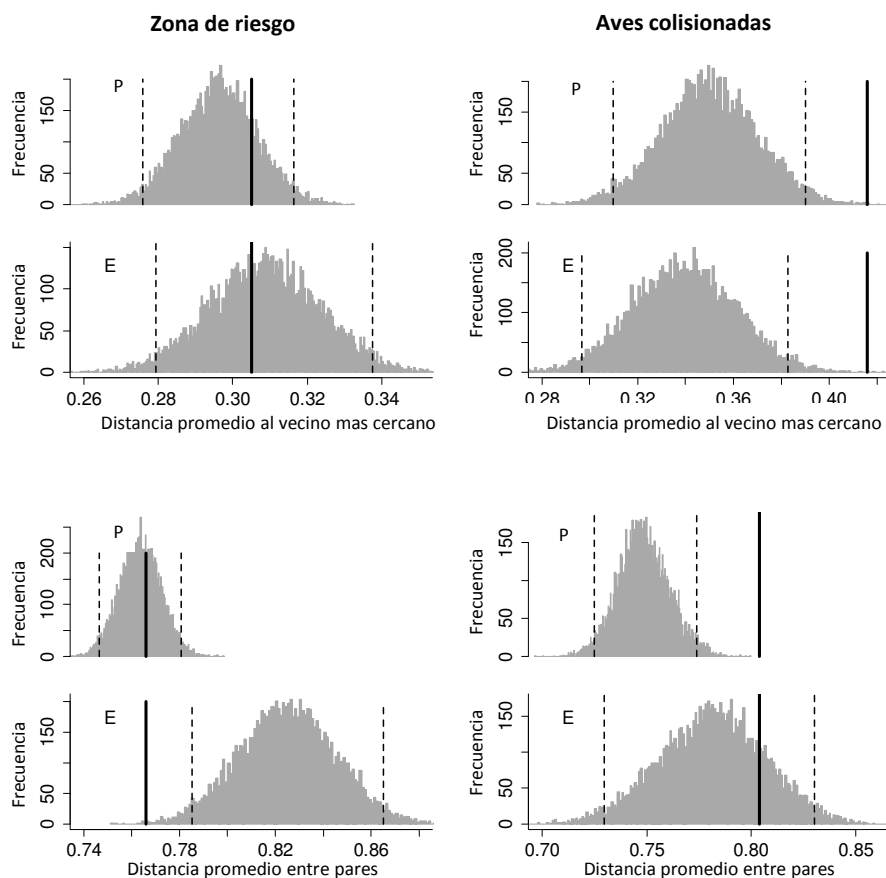 Zona de riesgo
Aves colisionadas
P
Frecuencia
0 50 150
E
Frecuencia
0 50 100
0.26 0.28 0.30 0.32 0.34
Distancia promedio al vecino mas cercano
P
Frecuencia
0 50 150
E
Frecuencia
0 100 200
0.28 0.32 0.36 0.40
Distancia promedio al vecino mas cercano
P
Frecuencia
0 100 200
E
Frecuencia
0 50 150
0.74 0.78 0.82 0.86
Distancia promedio entre pares
P
Frecuencia
0 50 150
E
Frecuencia
0 50 150
0.70 0.75 0.80 0.85
Distancia promedio entre pares